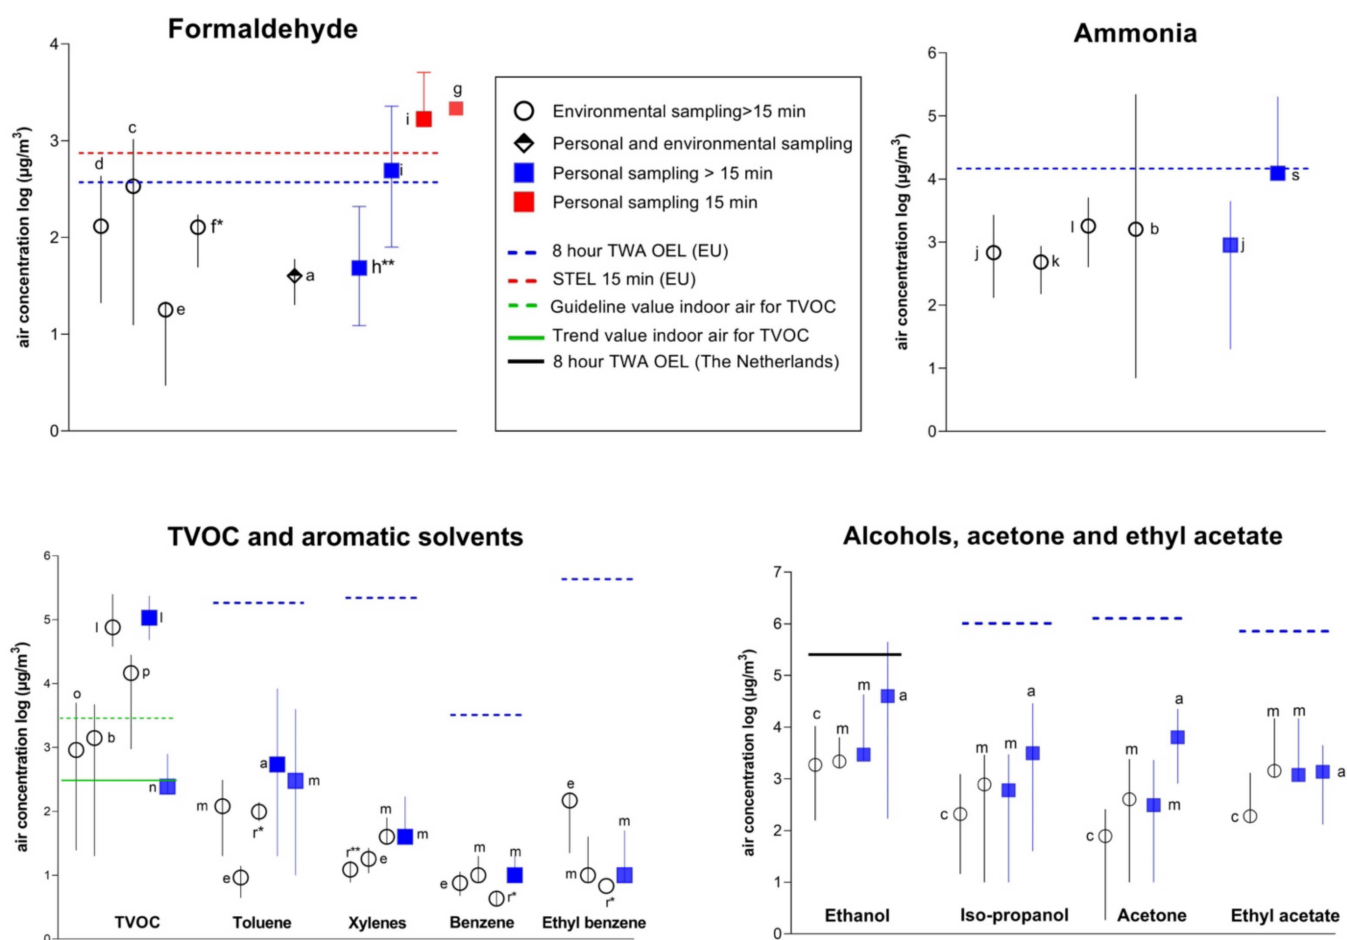 Formaldehyde
air concentration log (µg/m³)
4
3
2
1
0
d
c
e
f*
a
h**
i
i
g
Environmental sampling>15 min
Personal and environmental sampling
Personal sampling > 15 min
Personal sampling 15 min
8 hour TWA OEL (EU)
STEL 15 min (EU)
Guideline value indoor air for TVOC
Trend value indoor air for TVOC
8 hour TWA OEL (The Netherlands)
Ammonia
air concentration log (µg/m³)
6
5
4
3
2
1
0
j
k
l
b
j
s
TVOC and aromatic solvents
air concentration log (µg/m³)
6
5
4
3
2
1
0
o
b
l
p
l
n
m
e
r*
a
m
r**
e
m
m
e
m
r*
m
e
m
r*
m
TVOC
Toluene
Xylenes
Benzene
Ethyl benzene
Alcohols, acetone and ethyl acetate
air concentration log (µg/m³)
7
6
5
4
3
2
1
0
c
m
m
a
c
m
m
a
c
m
m
a
c
m
m
a
Ethanol
Iso-propanol
Acetone
Ethyl acetate